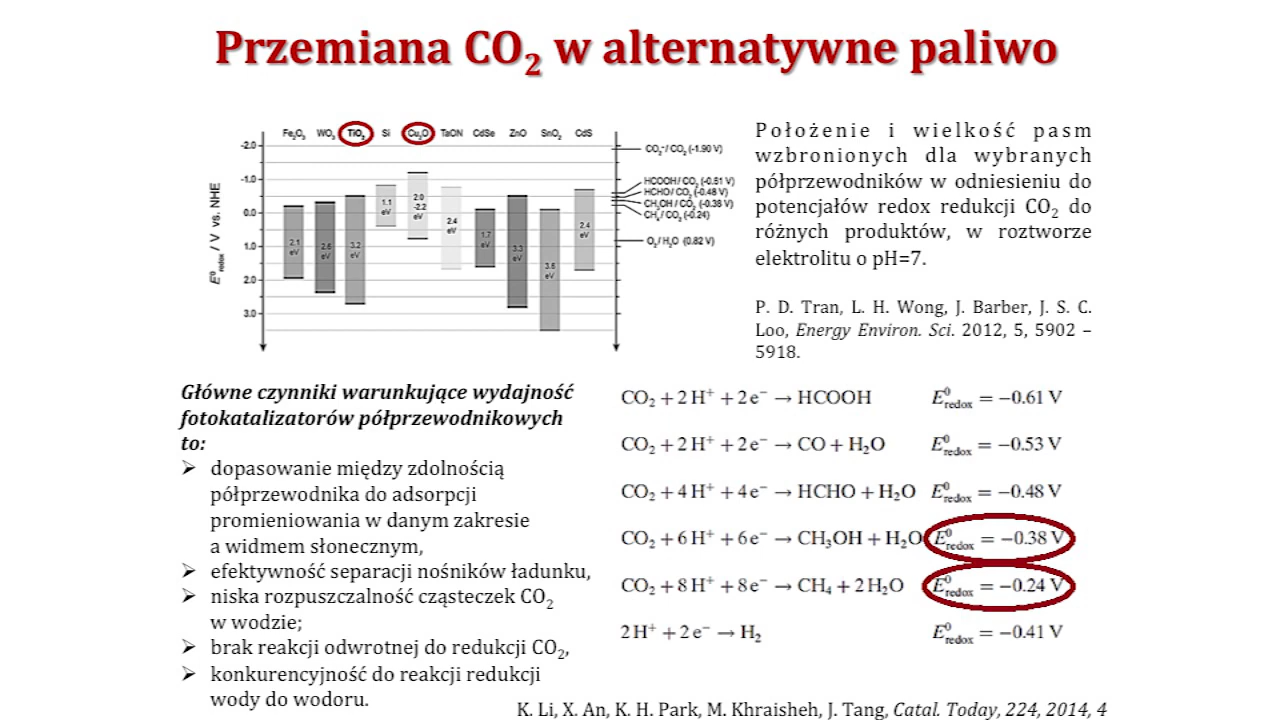 Przemiana CO₂ w alternatywne paliwo
Fe₂O₃ WO₃ TiO₂ Si Cu₂O TaON CdSe ZnO SnO₂ CdS
E⁰redox / V vs. NHE
-2.0
-1.0
0.0
1.0
2.0
3.0
2.1 eV
2.6 eV
3.2 eV
1.1 eV
2.0 -2.2 eV
2.4 eV
1.7 eV
3.3 eV
3.6 eV
2.4 eV
CO₂⁻/ CO₂ (-1.90 V)
HCOOH/ CO₂ (-0.61 V)
HCHO/ CO₂ (-0.48 V)
CH₃OH / CO₂ (-0.38 V)
CH₄/ CO₂ (-0.24)
O₂/ H₂O (0.82 V)
Położenie i wielkość pasm
wzbronionych dla wybranych
półprzewodników w odniesieniu do
potencjałów redox redukcji CO₂ do
różnych produktów, w roztworze
elektrolitu o pH=7.
P. D. Tran, L. H. Wong, J. Barber, J. S. C.
Loo, Energy Environ. Sci. 2012, 5, 5902 –
5918.
Główne czynniki warunkujące wydajność
fotokatalizatorów półprzewodnikowych
to:
➢ dopasowanie między zdolnością
półprzewodnika do adsorpcji
promieniowania w danym zakresie
a widmem słonecznym,
➢ efektywność separacji nośników ładunku,
➢ niska rozpuszczalność cząsteczek CO₂
w wodzie;
➢ brak reakcji odwrotnej do redukcji CO₂,
➢ konkurencyjność do reakcji redukcji
wody do wodoru.
CO₂ + 2 H⁺ + 2 e⁻ → HCOOH E⁰redox = −0.61 V
CO₂ + 2 H⁺ + 2 e⁻ → CO + H₂O E⁰redox = −0.53 V
CO₂ + 4 H⁺ + 4 e⁻ → HCHO + H₂O E⁰redox = −0.48 V
CO₂ + 6 H⁺ + 6 e⁻ → CH₃OH + H₂O E⁰redox = −0.38 V
CO₂ + 8 H⁺ + 8 e⁻ → CH₄ + 2 H₂O E⁰redox = −0.24 V
2 H⁺ + 2 e⁻ → H₂ E⁰redox = −0.41 V
K. Li, X. An, K. H. Park, M. Khraisheh, J. Tang, Catal. Today, 224, 2014, 4